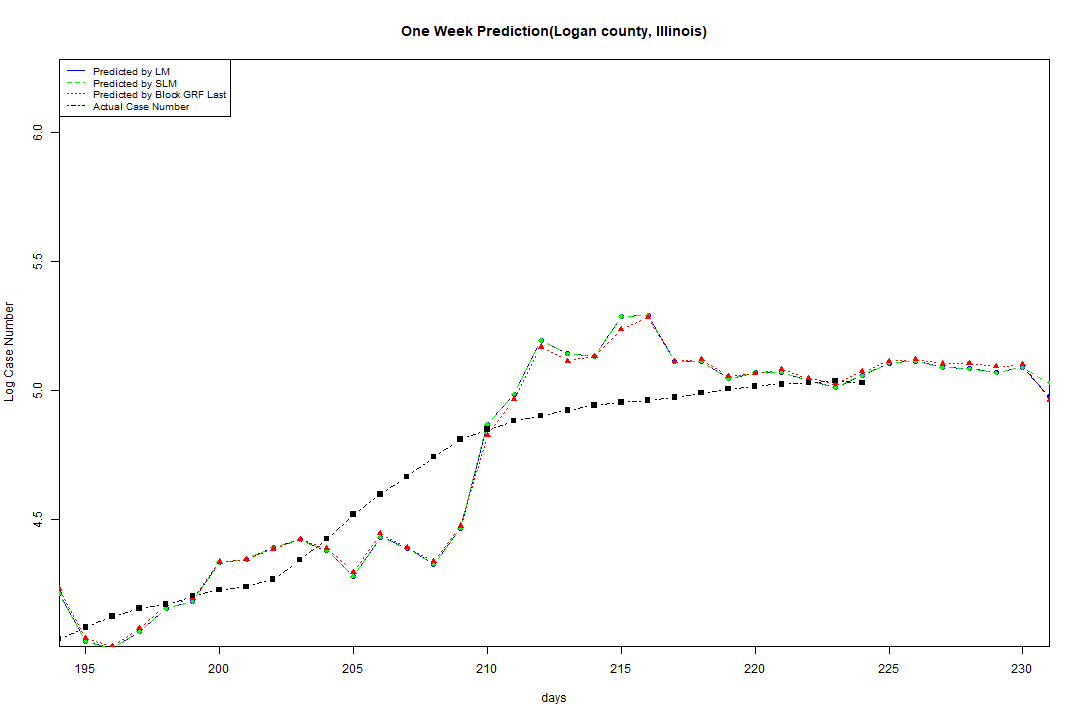 One Week Prediction(Logan county, Illinois)
Predicted by LM
Predicted by SLM
Predicted by Block GRF Last
Actual Case Number
6.0
5.5
5.0
4.5
Log Case Number
195 200 205 210 215 220 225 230
days